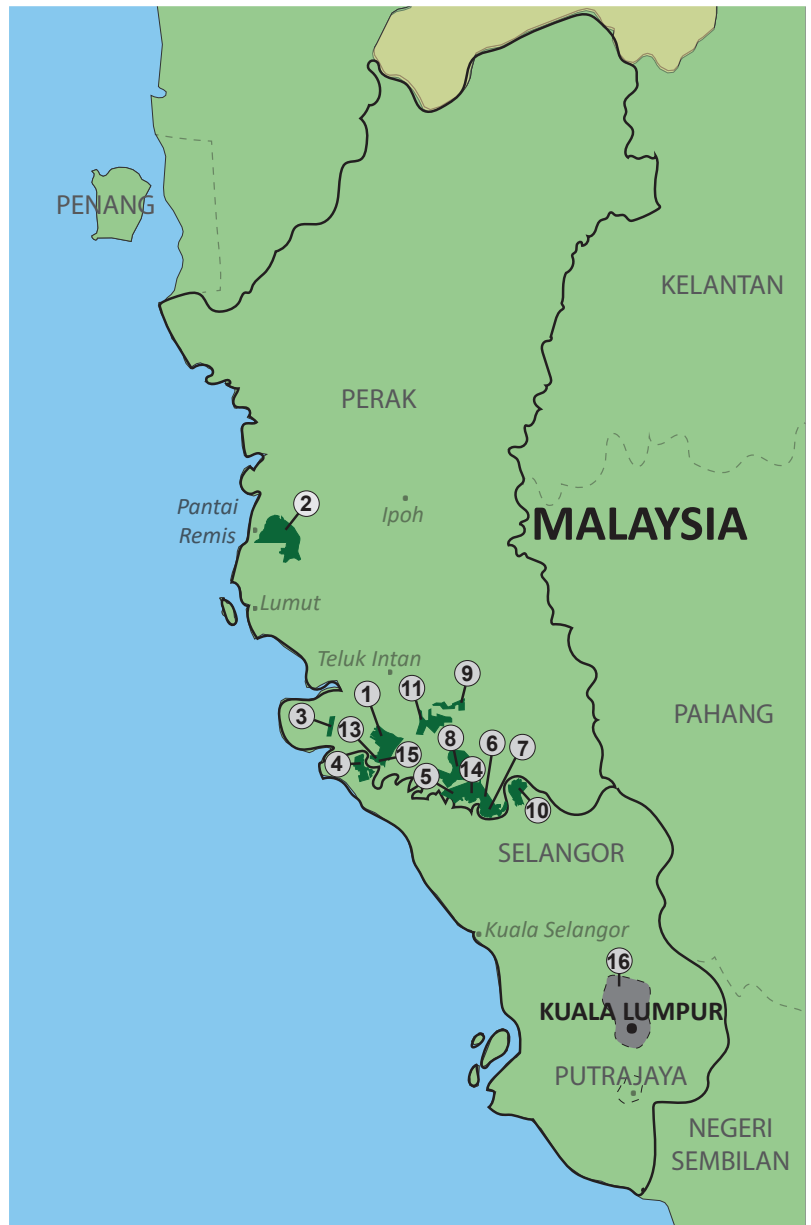 PENANG
KELANTAN
PERAK
2
Pantai
Remis
Ipoh
MALAYSIA
Lumut
Teluk Intan
9
11
1
3
13
PAHANG
6
7
8
15
4
14
5
10
SELANGOR
Kuala Selangor
16
KUALA LUMPUR
PUTRAJAYA
NEGERI
SEMBILAN